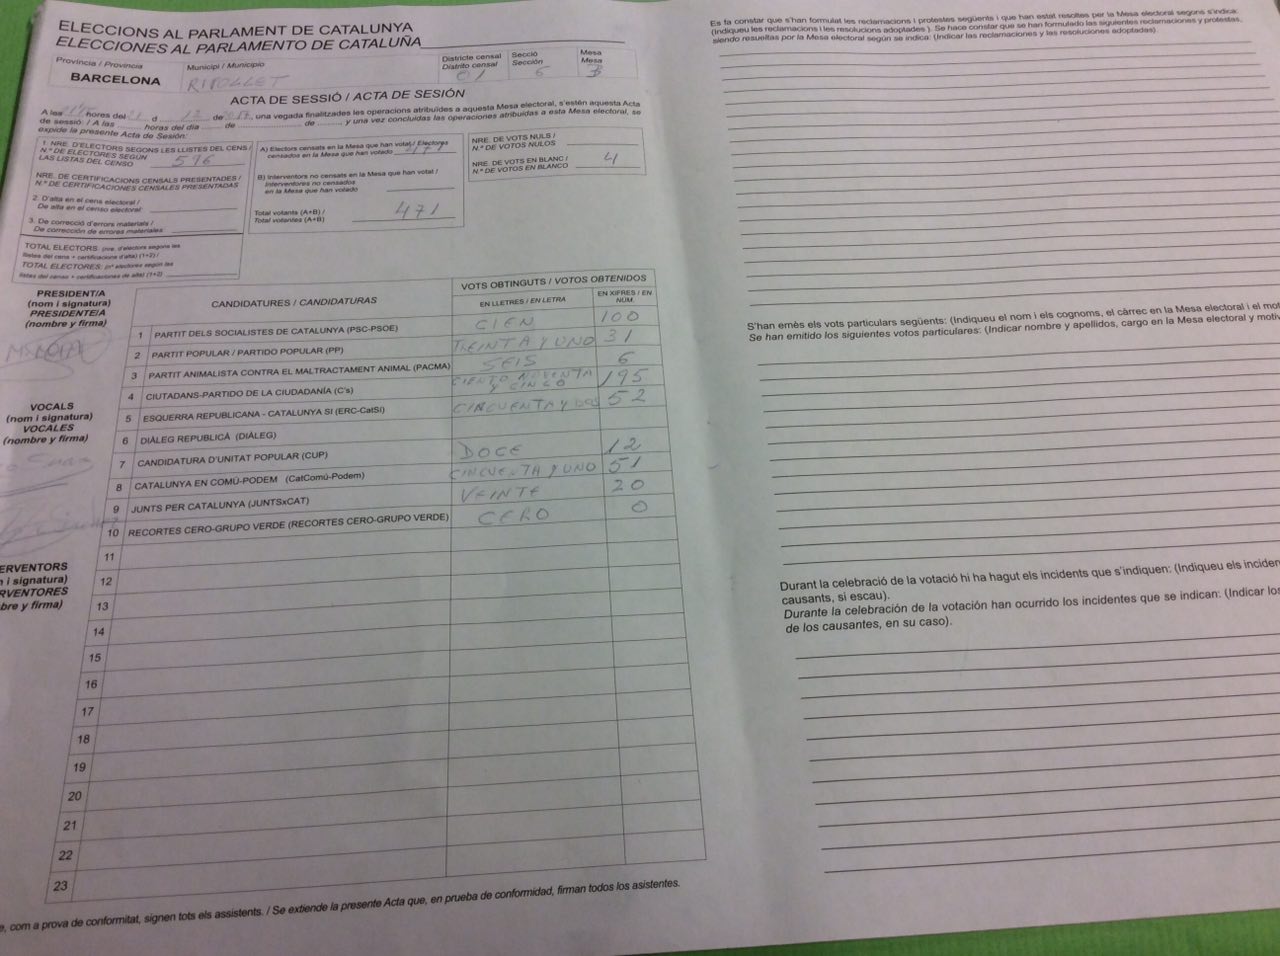 ELECCIONS AL PARLAMENT DE CATALUNYA
ELECCIONES AL PARLAMENTO DE CATALUÑA
Província / Provincia
BARCELONA
Municipi / Municipio
RIPOLLET
Districte censal
Distrito censal
01
Secció
Sección
6
Mesa
Mesa
B
ACTA DE SESSIÓ / ACTA DE SESIÓN
A les hores del 21 d 12 de 2017, una vegada finalitzades les operacions atribuïdes a aquesta Mesa electoral, s'estén aquesta Acta
de sessió: / A las ......... horas del día ...... de .................... de ......... y una vez concluidas las operaciones atribuidas a esta Mesa electoral, se
expide la presente Acta de Sesión:
1. NRE. D'ELECTORS SEGONS LES LLISTES DEL CENS /
N.º DE ELECTORES SEGÚN
LAS LISTAS DEL CENSO 596
NRE. DE CERTIFICACIONS CENSALS PRESENTADES /
N.º DE CERTIFICACIONES CENSALES PRESENTADAS
2. D'alta en el cens electoral /
De alta en el censo electoral:
3. De correcció d'errors materials /
De corrección de errores materiales:
TOTAL ELECTORS: (nre. d'electors segons les
llistes del cens + certificacions d'alta) (1+2) /
TOTAL ELECTORES: (nº electores según las
listas del censo + certificaciones de alta) (1+2)
A) Electors censats en la Mesa que han votat / Electores
censados en la Mesa que han votado 471
B) Interventors no censats en la Mesa que han votat /
Interventores no censados
en la Mesa que han votado
Total votants (A+B) /
Total votantes (A+B) 471
NRE. DE VOTS NULS /
N.º DE VOTOS NULOS
NRE. DE VOTS EN BLANC /
N.º DE VOTOS EN BLANCO 4
PRESIDENT/A
(nom i signatura)
PRESIDENTE/A
(nombre y firma)
VOCALS
(nom i signatura)
VOCALES
(nombre y firma)
ERVENTORS
i signatura)
RVENTORES
bre y firma)
CANDIDATURES / CANDIDATURAS
VOTS OBTINGUTS / VOTOS OBTENIDOS
EN LLETRES / EN LETRA
EN XIFRES / EN NÚM.
1 PARTIT DELS SOCIALISTES DE CATALUNYA (PSC-PSOE) CIEN 100
2 PARTIT POPULAR / PARTIDO POPULAR (PP) TREINTA Y UNO 31
3 PARTIT ANIMALISTA CONTRA EL MALTRACTAMENT ANIMAL (PACMA) SEIS 6
4 CIUTADANS-PARTIDO DE LA CIUDADANÍA (C's) CIENTO NOVENTA Y CINCO 195
5 ESQUERRA REPUBLICANA - CATALUNYA SI (ERC-CatSI) CINCUENTA Y DOS 52
6 DIÀLEG REPUBLICÀ (DIÀLEG)
7 CANDIDATURA D'UNITAT POPULAR (CUP) DOCE 12
8 CATALUNYA EN COMÚ-PODEM (CatComú-Podem) CINCUENTA Y UNO 51
9 JUNTS PER CATALUNYA (JUNTSxCAT) VEINTE 20
10 RECORTES CERO-GRUPO VERDE (RECORTES CERO-GRUPO VERDE) CERO 0
11
12
13
14
15
16
17
18
19
20
21
22
23
e, com a prova de conformitat, signen tots els assistents. / Se extiende la presente Acta que, en prueba de conformidad, firman todos los asistentes.
Es fa constar que s'han formulat les reclamacions i protestes següents i que han estat resoltes per la Mesa electoral segons s'indica:
(Indiqueu les reclamacions i les resolucions adoptades ). Se hace constar que se han formulado las siguientes reclamaciones y protestas,
siendo resueltas por la Mesa electoral según se indica: (Indicar las reclamaciones y las resoluciones adoptadas).
S'han emès els vots particulars següents: (Indiqueu el nom i els cognoms, el càrrec en la Mesa electoral i el mot
Se han emitido los siguientes votos particulares: (Indicar nombre y apellidos, cargo en la Mesa electoral y motiv
Durant la celebració de la votació hi ha hagut els incidents que s'indiquen: (Indiqueu els inciden
causants, si escau).
Durante la celebración de la votación han ocurrido los incidentes que se indican: (Indicar los
de los causantes, en su caso).